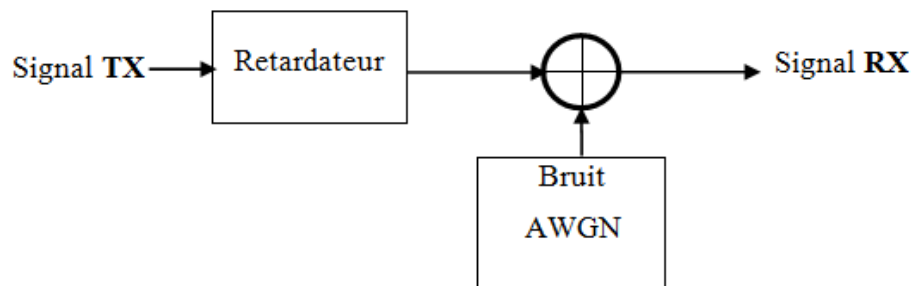 Signal TX
Retardateur
Signal RX
Bruit
AWGN